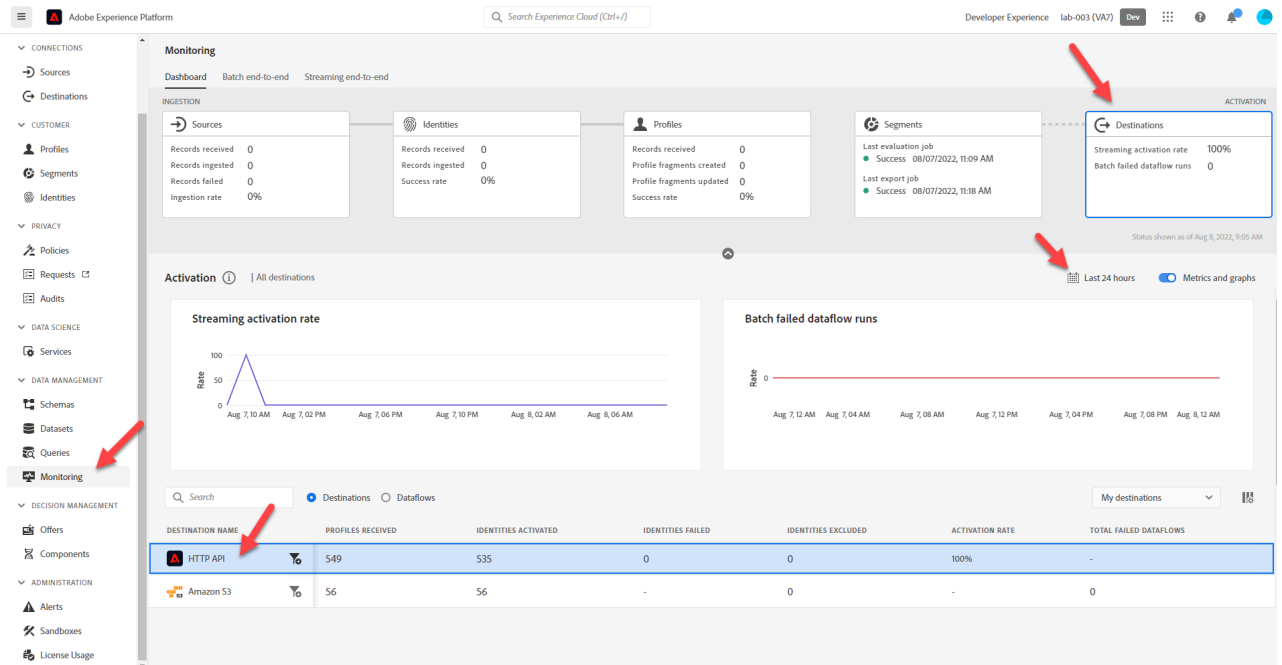 Adobe Experience Platform
Search Experience Cloud (Ctrl+/)
Developer Experience
lab-003 (VA7)
Dev
CONNECTIONS
Sources
Destinations
CUSTOMER
Profiles
Segments
Identities
PRIVACY
Policies
Requests
Audits
DATA SCIENCE
Services
DATA MANAGEMENT
Schemas
Datasets
Queries
Monitoring
DECISION MANAGEMENT
Offers
Components
ADMINISTRATION
Alerts
Sandboxes
License Usage
Monitoring
Dashboard Batch end-to-end Streaming end-to-end
INGESTION
ACTIVATION
Sources
Records received 0
Records ingested 0
Records failed 0
Ingestion rate 0%
Identities
Records received 0
Records ingested 0
Success rate 0%
Profiles
Records received 0
Profile fragments created 0
Profile fragments updated 0
Success rate 0%
Segments
Last evaluation job
Success 08/07/2022, 11:09 AM
Last export job
Success 08/07/2022, 11:18 AM
Destinations
Streaming activation rate 100%
Batch failed dataflow runs 0
Status shown as of Aug 8, 2022, 9:05 AM
Activation | All destinations
Last 24 hours
Metrics and graphs
Streaming activation rate
Rate
100
50
0
Aug 7, 10 AM Aug 7, 02 PM Aug 7, 06 PM Aug 7, 10 PM Aug 8, 02 AM Aug 8, 06 AM
Batch failed dataflow runs
Rate
0
Aug 7, 12 AM Aug 7, 04 AM Aug 7, 08 AM Aug 7, 12 PM Aug 7, 04 PM Aug 7, 08 PM Aug 8, 12 AM
Search
Destinations Dataflows
My destinations
DESTINATION NAME PROFILES RECEIVED IDENTITIES ACTIVATED IDENTITIES FAILED IDENTITIES EXCLUDED ACTIVATION RATE TOTAL FAILED DATAFLOWS
HTTP API 549 535 0 0 100% -
S3 Amazon S3 56 56 - 0 - 0